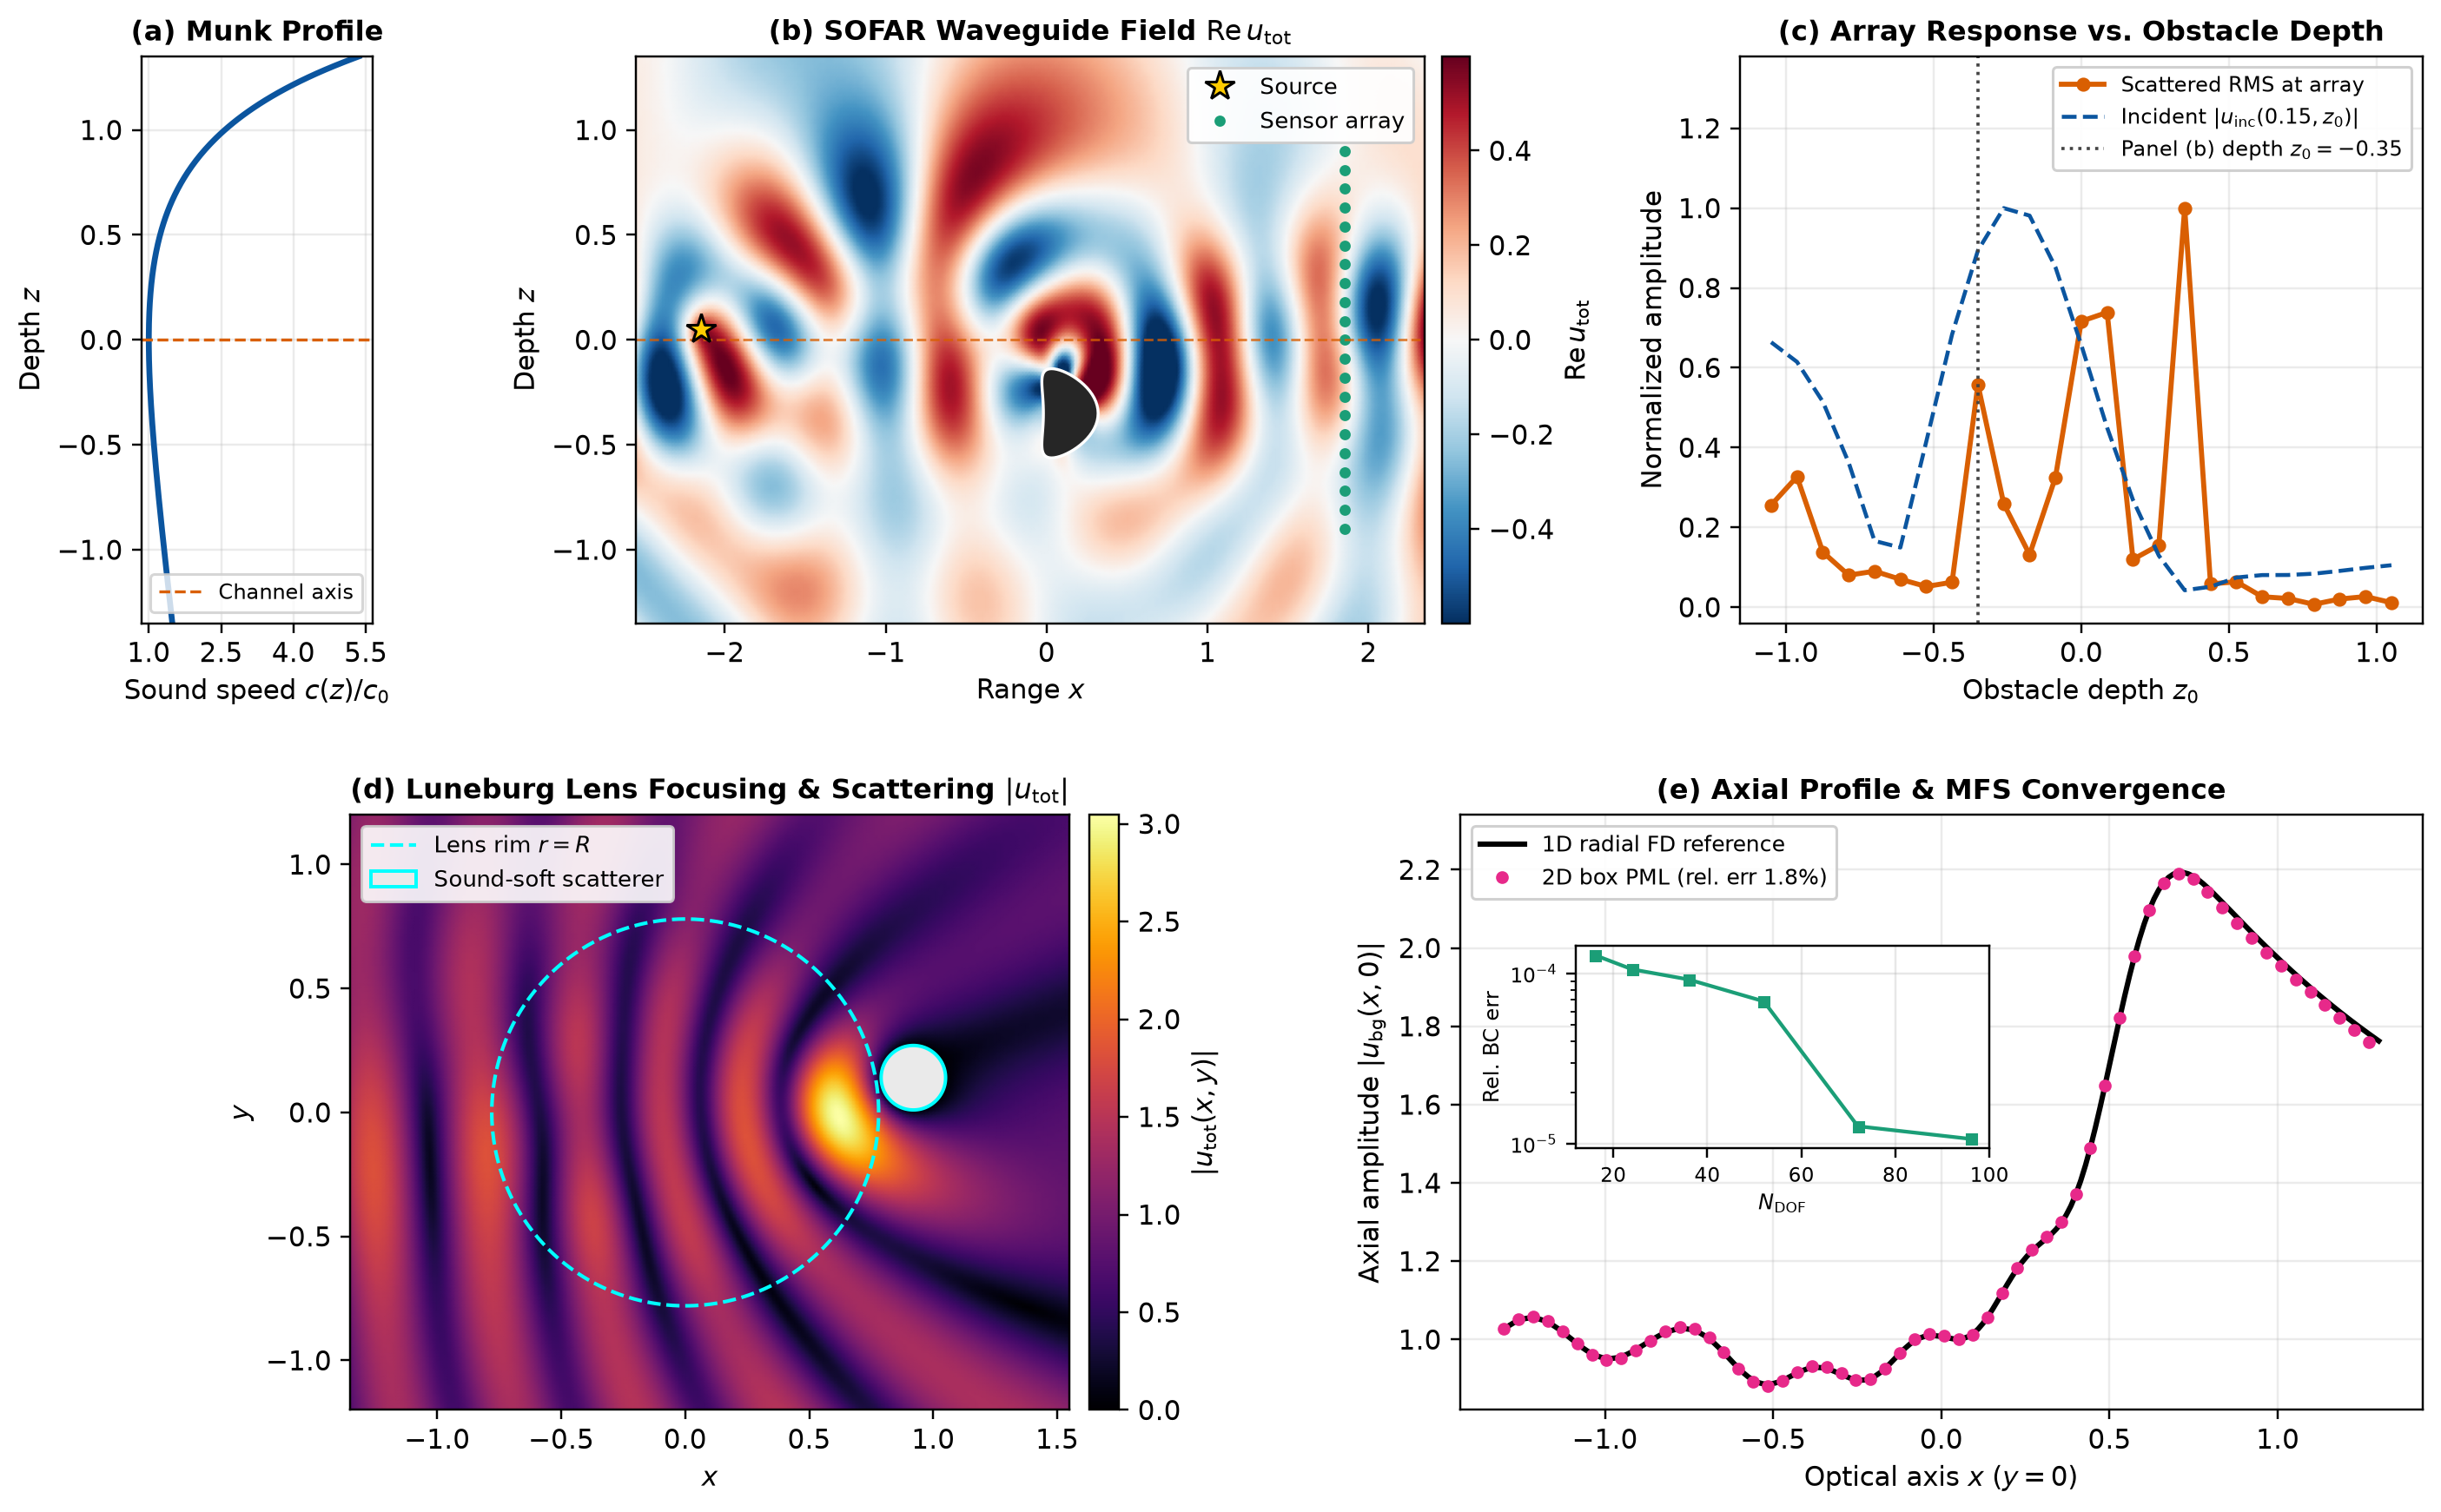 (a) Munk Profile
Depth z
1.0
0.5
0.0
−0.5
−1.0
Channel axis
1.0 2.5 4.0 5.5
Sound speed c(z)/c₀
(b) SOFAR Waveguide Field Re u_tot
Source
Sensor array
Depth z
1.0
0.5
0.0
−0.5
−1.0
−2 −1 0 1 2
Range x
0.4
0.2
0.0
−0.2
−0.4
Re u_tot
(c) Array Response vs. Obstacle Depth
Scattered RMS at array
Incident |u_inc(0.15, z₀)|
Panel (b) depth z₀ = −0.35
Normalized amplitude
1.2
1.0
0.8
0.6
0.4
0.2
0.0
−1.0 −0.5 0.0 0.5 1.0
Obstacle depth z₀
(d) Luneburg Lens Focusing & Scattering |u_tot|
Lens rim r = R
Sound-soft scatterer
y
1.0
0.5
0.0
−0.5
−1.0
−1.0 −0.5 0.0 0.5 1.0 1.5
x
3.0
2.5
2.0
1.5
1.0
0.5
0.0
|u_tot(x, y)|
(e) Axial Profile & MFS Convergence
1D radial FD reference
2D box PML (rel. err 1.8%)
Axial amplitude |u_bg(x, 0)|
2.2
2.0
1.8
1.6
1.4
1.2
1.0
Rel. BC err
10⁻⁴
10⁻⁵
20 40 60 80 100
N_DOF
−1.0 −0.5 0.0 0.5 1.0
Optical axis x (y = 0)